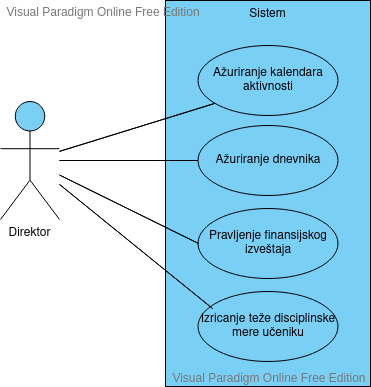 Visual Paradigm Online Free Edition
Sistem
Ažuriranje kalendara
aktivnosti
Ažuriranje dnevnika
Pravljenje finansijskog
izveštaja
Direktor
Izricanje teže disciplinske
mere učeniku
Visual Paradigm Online Free Edition